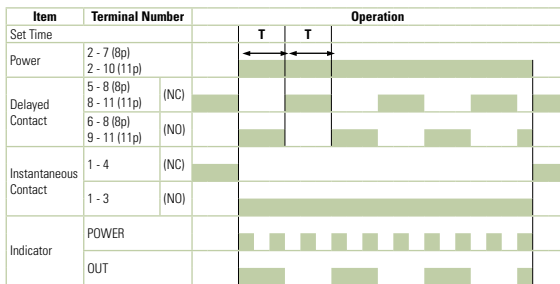 Item Terminal Number Operation
Set Time T T
Power 2 - 7 (8p)
2 - 10 (11p)
Delayed
Contact
5 - 8 (8p)
8 - 11 (11p)
(NC)
6 - 8 (8p)
9 - 11 (11p)
(NO)
Instantaneous
Contact
1 - 4 (NC)
1 - 3 (NO)
Indicator
POWER
OUT